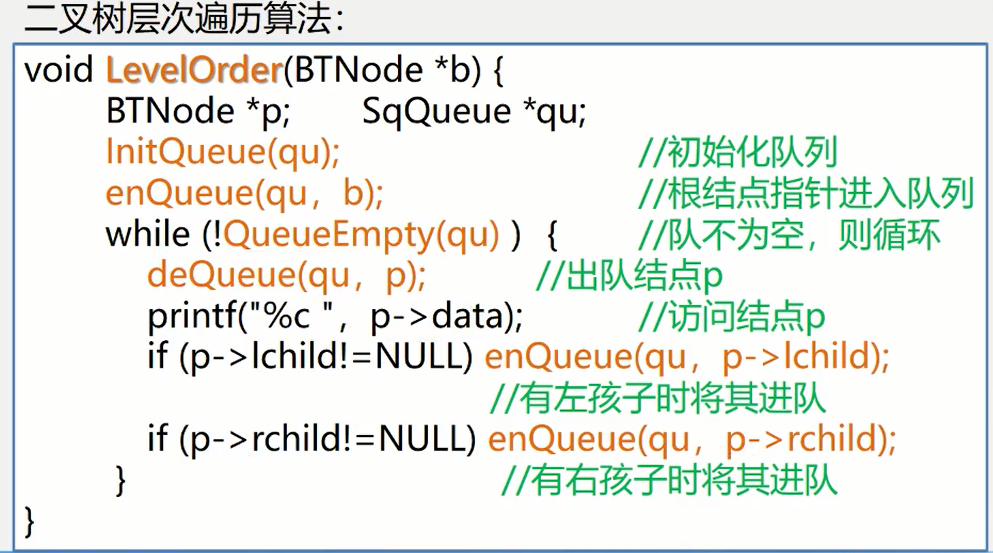 二叉树层次遍历算法：
void LevelOrder(BTNode *b) {
BTNode *p; SqQueue *qu;
InitQueue(qu); //初始化队列
enQueue(qu，b); //根结点指针进入队列
while (!QueueEmpty(qu) ) { //队不为空，则循环
deQueue(qu，p); //出队结点p
printf("%c "，p->data); //访问结点p
if (p->lchild!=NULL) enQueue(qu，p->lchild);
//有左孩子时将其进队
if (p->rchild!=NULL) enQueue(qu，p->rchild);
} //有右孩子时将其进队
}